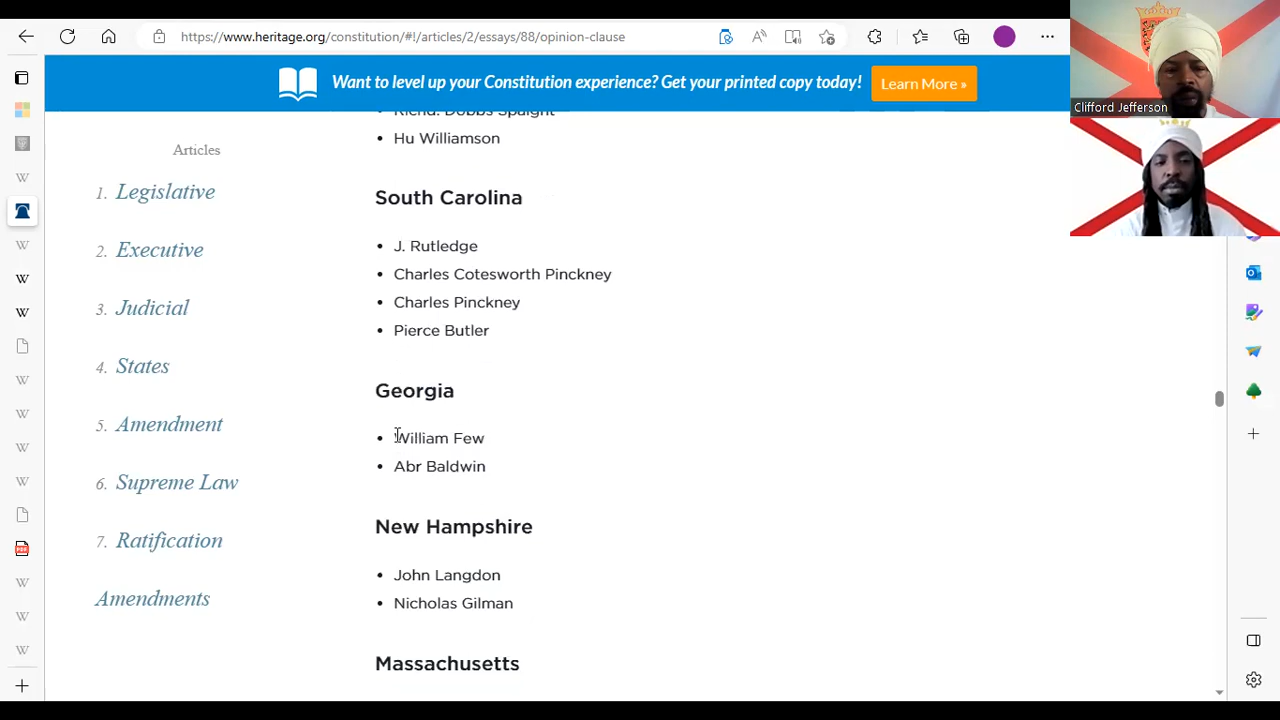 https://www.heritage.org/constitution/#!/articles/2/essays/88/opinion-clause
Want to level up your Constitution experience? Get your printed copy today!
Learn More »
Clifford Jefferson
Articles
1. Legislative
2. Executive
3. Judicial
4. States
5. Amendment
6. Supreme Law
7. Ratification
Amendments
Richd. Dobbs Spaight
• Hu Williamson
South Carolina
• J. Rutledge
• Charles Cotesworth Pinckney
• Charles Pinckney
• Pierce Butler
Georgia
• William Few
• Abr Baldwin
New Hampshire
• John Langdon
• Nicholas Gilman
Massachusetts